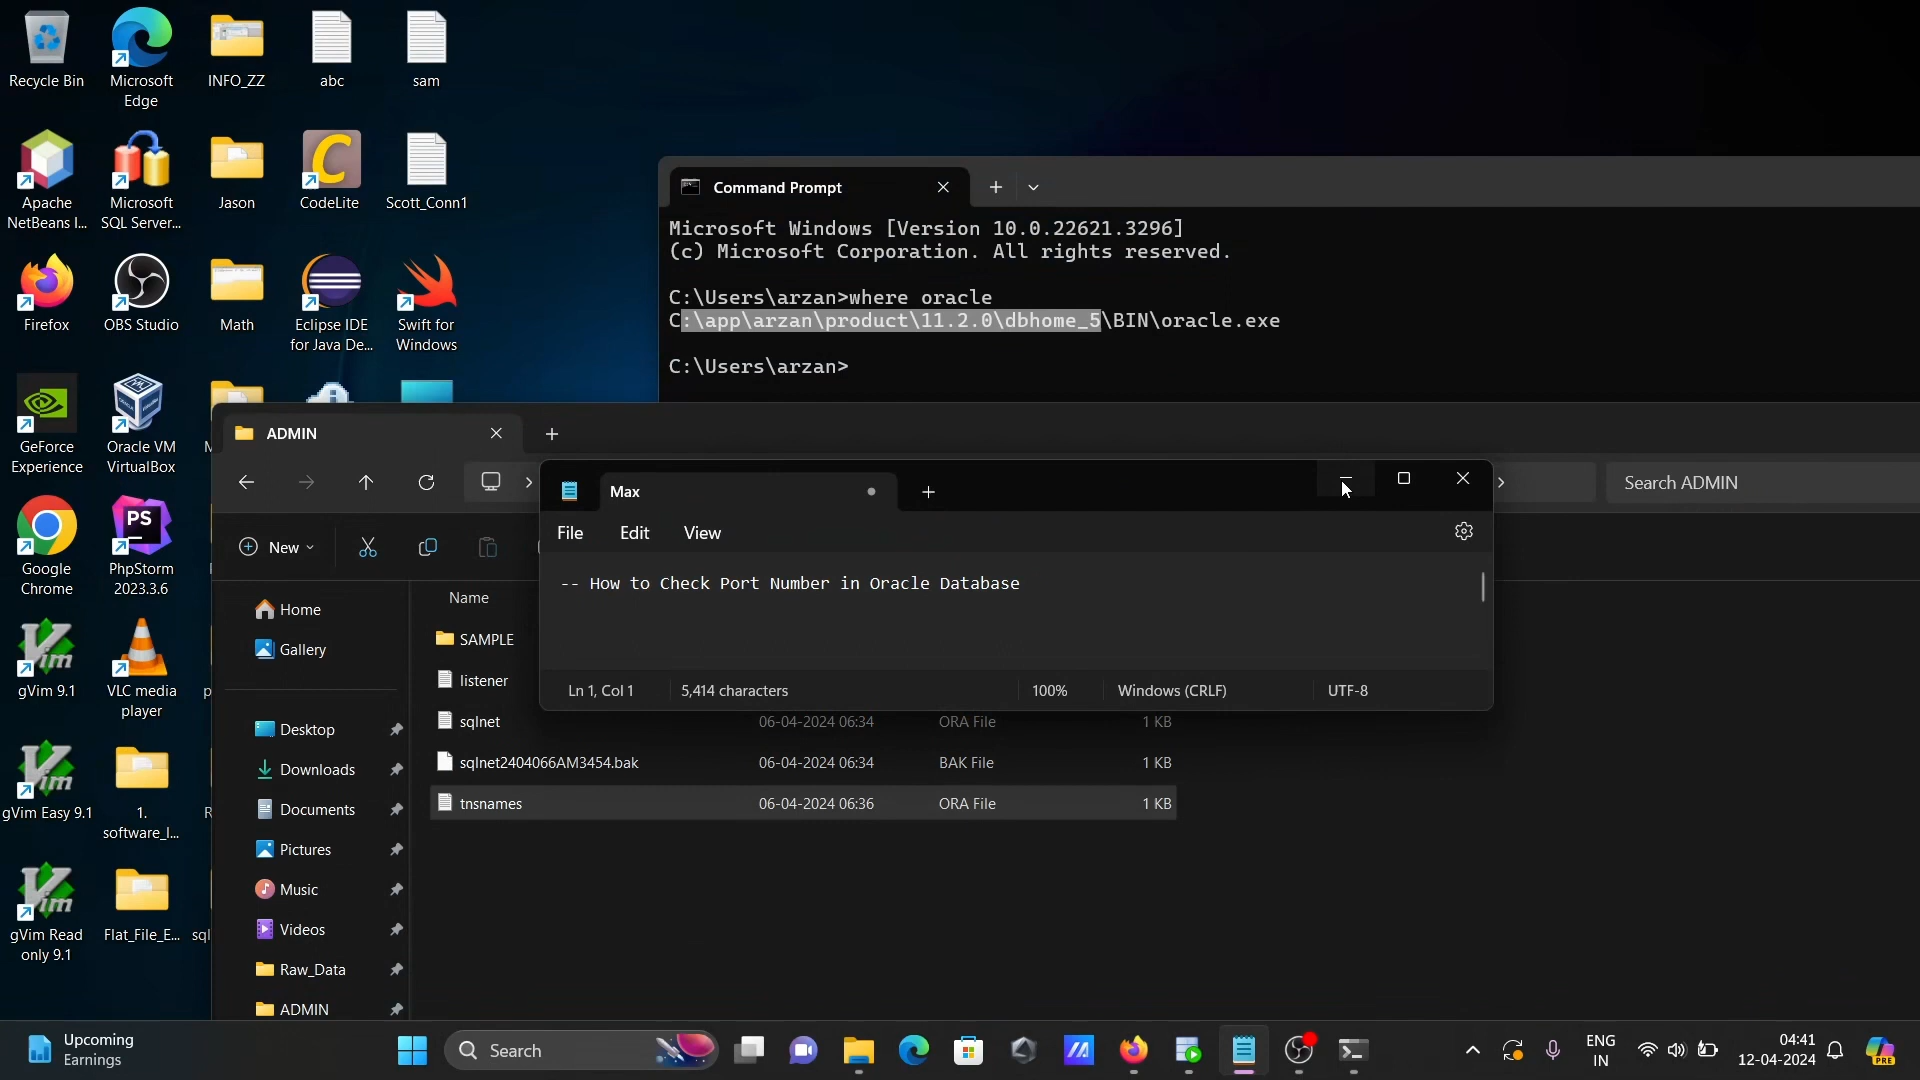 Recycle Bin
Microsoft
Edge
INFO_ZZ
abc
sam
Apache
NetBeans I...
Microsoft
SQL Server...
Jason
CodeLite
Scott_Conn1
Firefox
OBS Studio
Math
Eclipse IDE
for Java De...
Swift for
Windows
GeForce
Experience
Oracle VM
VirtualBox
Google
Chrome
PhpStorm
2023.3.6
gVim 9.1
VLC media
player
gVim Easy 9.1
1.
software_l...
gVim Read
only 9.1
Flat_File_E...
sql
Command Prompt
Microsoft Windows [Version 10.0.22621.3296]
(c) Microsoft Corporation. All rights reserved.
C:\Users\arzan>where oracle
C:\app\arzan\product\11.2.0\dbhome_5\BIN\oracle.exe
C:\Users\arzan>
ADMIN
Search ADMIN
New
Home
Gallery
Desktop
Downloads
Documents
Pictures
Music
Videos
Raw_Data
ADMIN
Name
SAMPLE
listener
sqlnet 06-04-2024 06:34 ORA File 1 KB
sqlnet2404066AM3454.bak 06-04-2024 06:34 BAK File 1 KB
tnsnames 06-04-2024 06:36 ORA File 1 KB
Max
File Edit View
-- How to Check Port Number in Oracle Database
Ln 1, Col 1 5,414 characters 100% Windows (CRLF) UTF-8
Upcoming
Earnings
Search
ENG
IN
04:41
12-04-2024
PRE